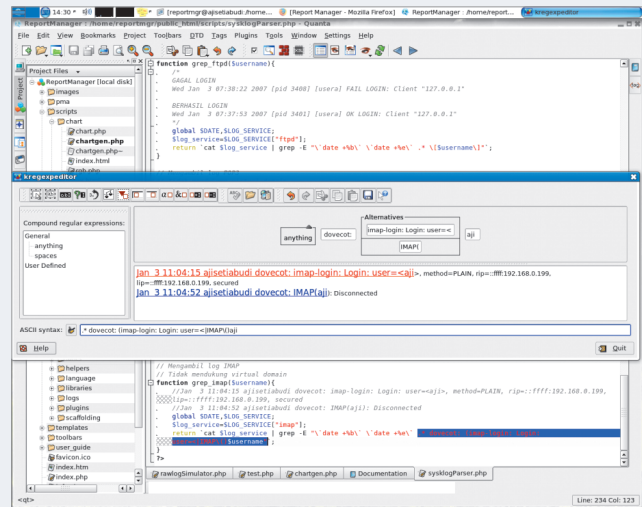 14:30
[reportmgr@ajisetiabudi:/home...
[Report Manager - Mozilla Firefox]
ReportManager : /home/report...
kregexpeditor
ReportManager : /home/reportmgr/public_html/scripts/sysklogParser.php - Quanta
File Edit View Bookmarks Project Toolbars DTD Tags Plugins Tools Window Settings Help
Project Files
ReportManager [local disk]
images
pma
scripts
chart
chart.php
chartgen.php
chartgen.php~
index.html
Project
function grep_ftpd($username){
/*
GAGAL LOGIN
Wed Jan 3 07:38:22 2007 [pid 3408] [usera] FAIL LOGIN: Client "127.0.0.1"
BERHASIL LOGIN
Wed Jan 3 07:37:53 2007 [pid 3401] [usera] OK LOGIN: Client "127.0.0.1"
*/
global $DATE,$LOG_SERVICE;
$log_service=$LOG_SERVICE["ftpd"];
return `cat $log_service | grep -E "\`date +%b\` \`date +%e\` .* \[$username\]"`;
}
kregexpeditor
Compound regular expressions:
General
anything
spaces
User Defined
anything
dovecot:
Alternatives
imap-login: Login: user=<
IMAP(
aji
Jan 3 11:04:15 ajisetiabudi dovecot: imap-login: Login: user=<aji>, method=PLAIN, rip=::ffff:192.168.0.199,
lip=::ffff:192.168.0.199, secured
Jan 3 11:04:52 ajisetiabudi dovecot: IMAP(aji): Disconnected
ASCII syntax:
.* dovecot: (imap-login: Login: user=<|IMAP\()aji
Help
Quit
helpers
language
libraries
logs
plugins
scaffolding
templates
toolbars
user_guide
favicon.ico
index.htm
index.php
// Mengambil log IMAP
// Tidak mendukung virtual domain
function grep_imap($username){
//Jan 3 11:04:15 ajisetiabudi dovecot: imap-login: Login: user=<aji>, method=PLAIN, rip=::ffff:192.168.0.199,
lip=::ffff:192.168.0.199, secured
//Jan 3 11:04:52 ajisetiabudi dovecot: IMAP(aji): Disconnected
global $DATE,$LOG_SERVICE;
$log_service=$LOG_SERVICE["imap"];
return `cat $log_service | grep -E "\`date +%b\` \`date +%e\`
$username
}
?>
rawlogSimulator.php
test.php
chartgen.php
Documentation
sysklogParser.php
<qt>
Line: 234 Col: 123